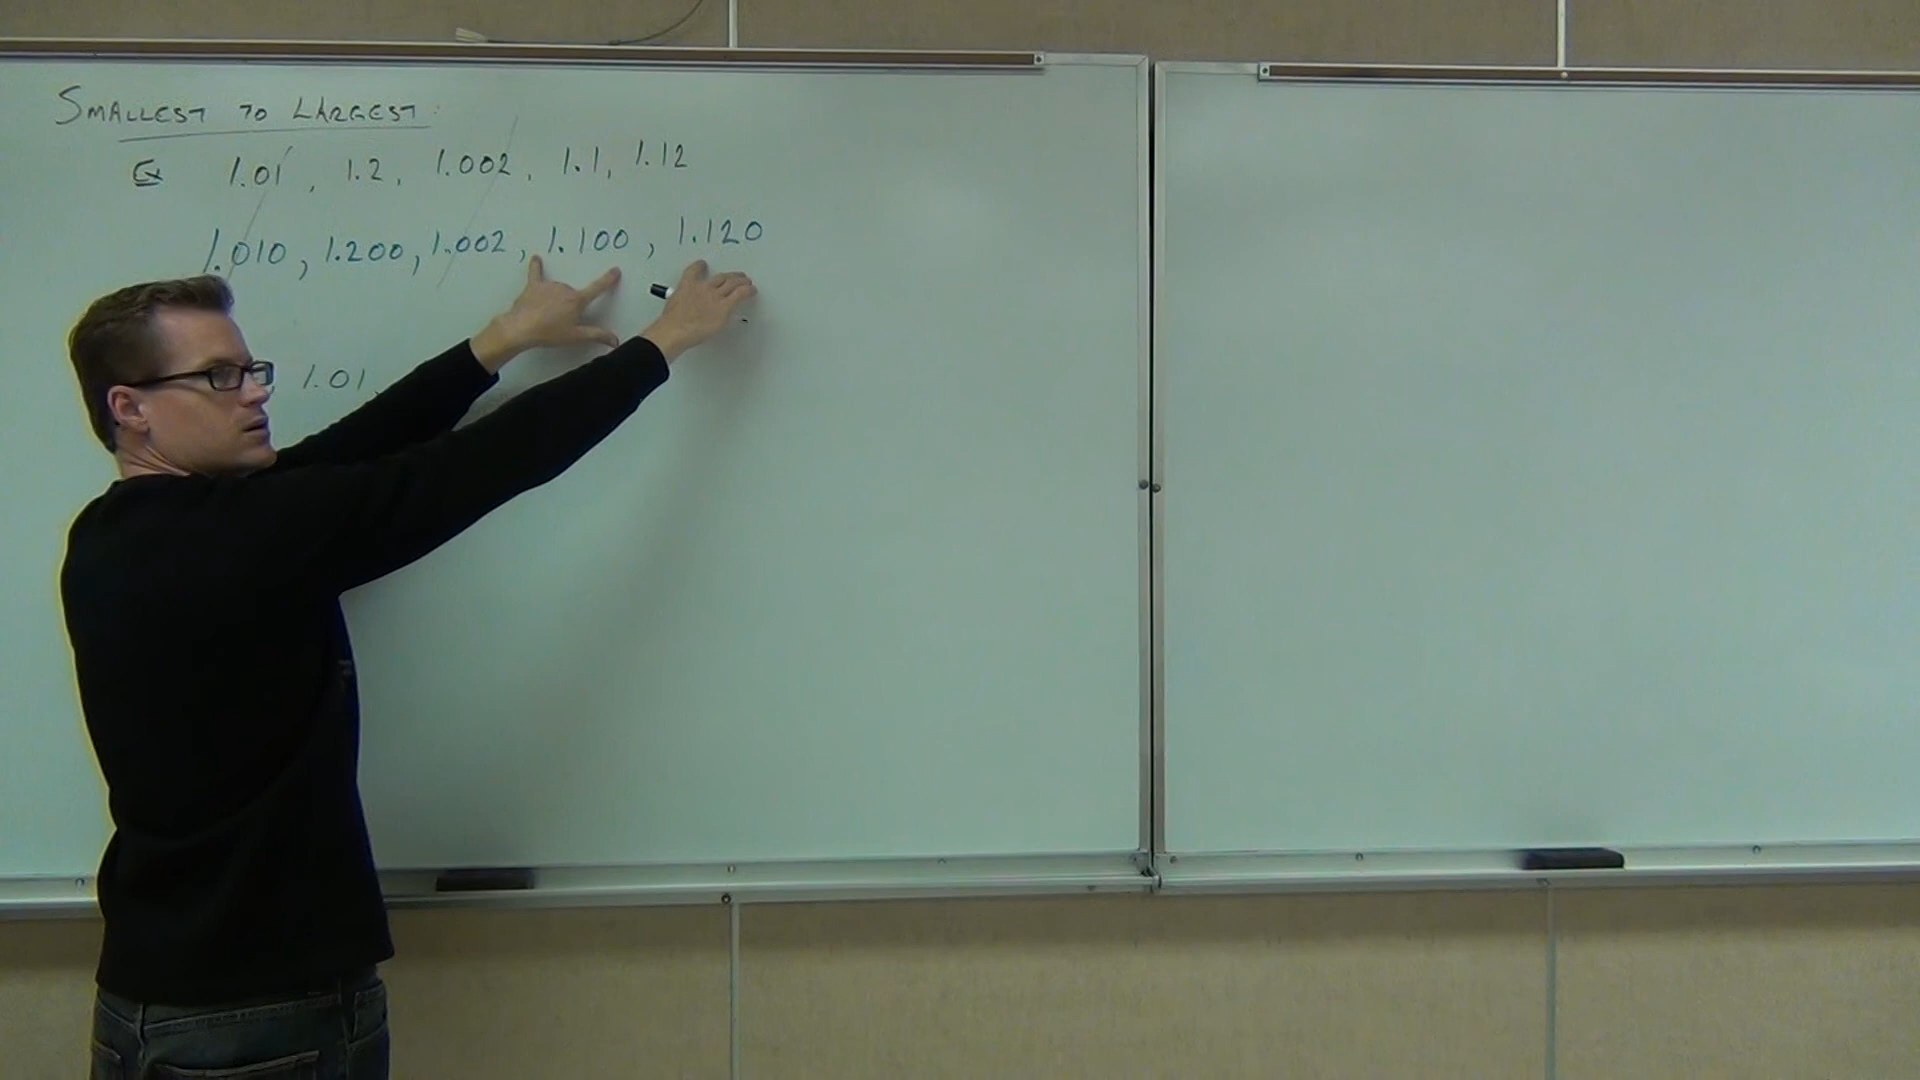 SMALLEST TO LARGEST:
Ex 1.01, 1.2, 1.002, 1.1, 1.12
1.010, 1.200, 1.002, 1.100, 1.120
, 1.01,